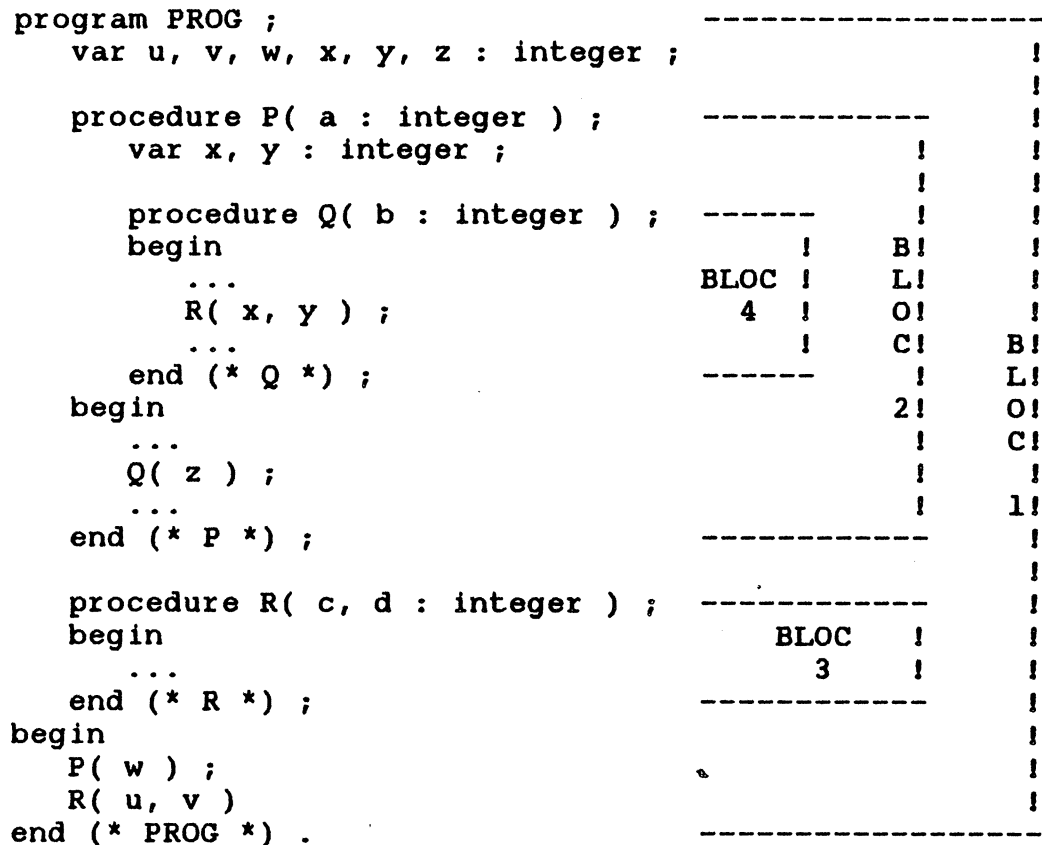 program PROG ;                       ------------------
   var u, v, w, x, y, z : integer ;                   !
                                                      !
   procedure P( a : integer ) ;      ------------     !
      var x, y : integer ;                      !     !
                                                !     !
      procedure Q( b : integer ) ;   ------     !     !
      begin                               !    B!     !
         ...                         BLOC !    L!     !
         R( x, y ) ;                   4  !    O!     !
         ...                              !    C!    B!
      end (* Q *) ;                  ------     !    L!
   begin                                       2!    O!
      ...                                       !    C!
      Q( z ) ;                                  !     !
      ...                                       !    1!
   end (* P *) ;                     ------------     !
                                                      !
   procedure R( c, d : integer ) ;   ------------     !
   begin                                 BLOC   !     !
      ...                                  3    !     !
   end (* R *) ;                     ------------     !
begin                                                 !
   P( w ) ;                                           !
   R( u, v )                                          !
end (* PROG *) .                     ------------------